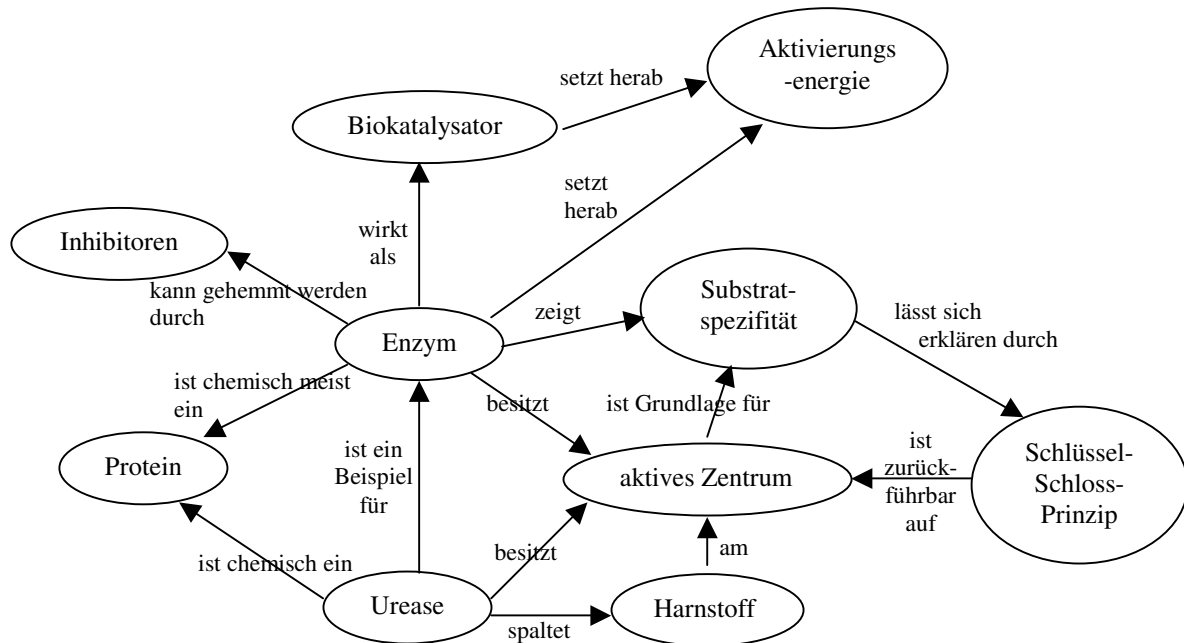 Aktivierungs
-energie
setzt herab
Biokatalysator
setzt
herab
wirkt
als
Inhibitoren
kann gehemmt werden
durch
Substrat-
spezifität
zeigt
lässt sich
erklären durch
Enzym
ist chemisch meist
ein
besitzt
ist Grundlage für
Protein
ist ein
Beispiel
für
aktives Zentrum
ist
zurück-
führbar
auf
Schlüssel-
Schloss-
Prinzip
ist chemisch ein
besitzt
am
Urease
spaltet
Harnstoff